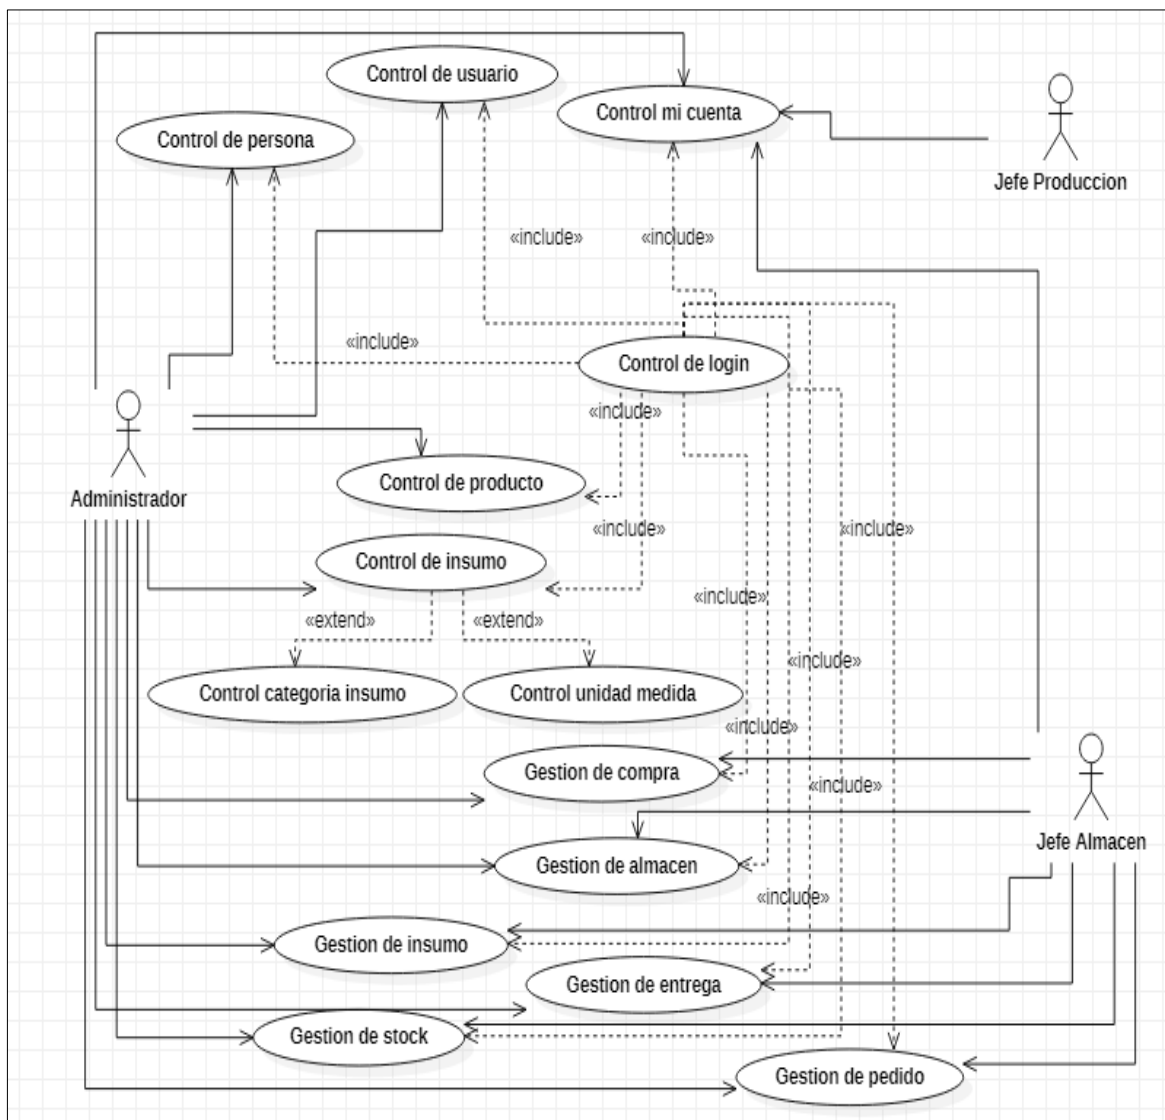 Control de usuario
Control mi cuenta
Control de persona
Jefe Produccion
«include»
«include»
«include»
Control de login
«include»
Control de producto
Administrador
«include»
«include»
Control de insumo
«include»
«extend»
«extend»
«include»
Control categoria insumo
Control unidad medida
«include»
Gestion de compra
«include»
Jefe Almacen
Gestion de almacen
«include»
Gestion de insumo
Gestion de entrega
Gestion de stock
Gestion de pedido